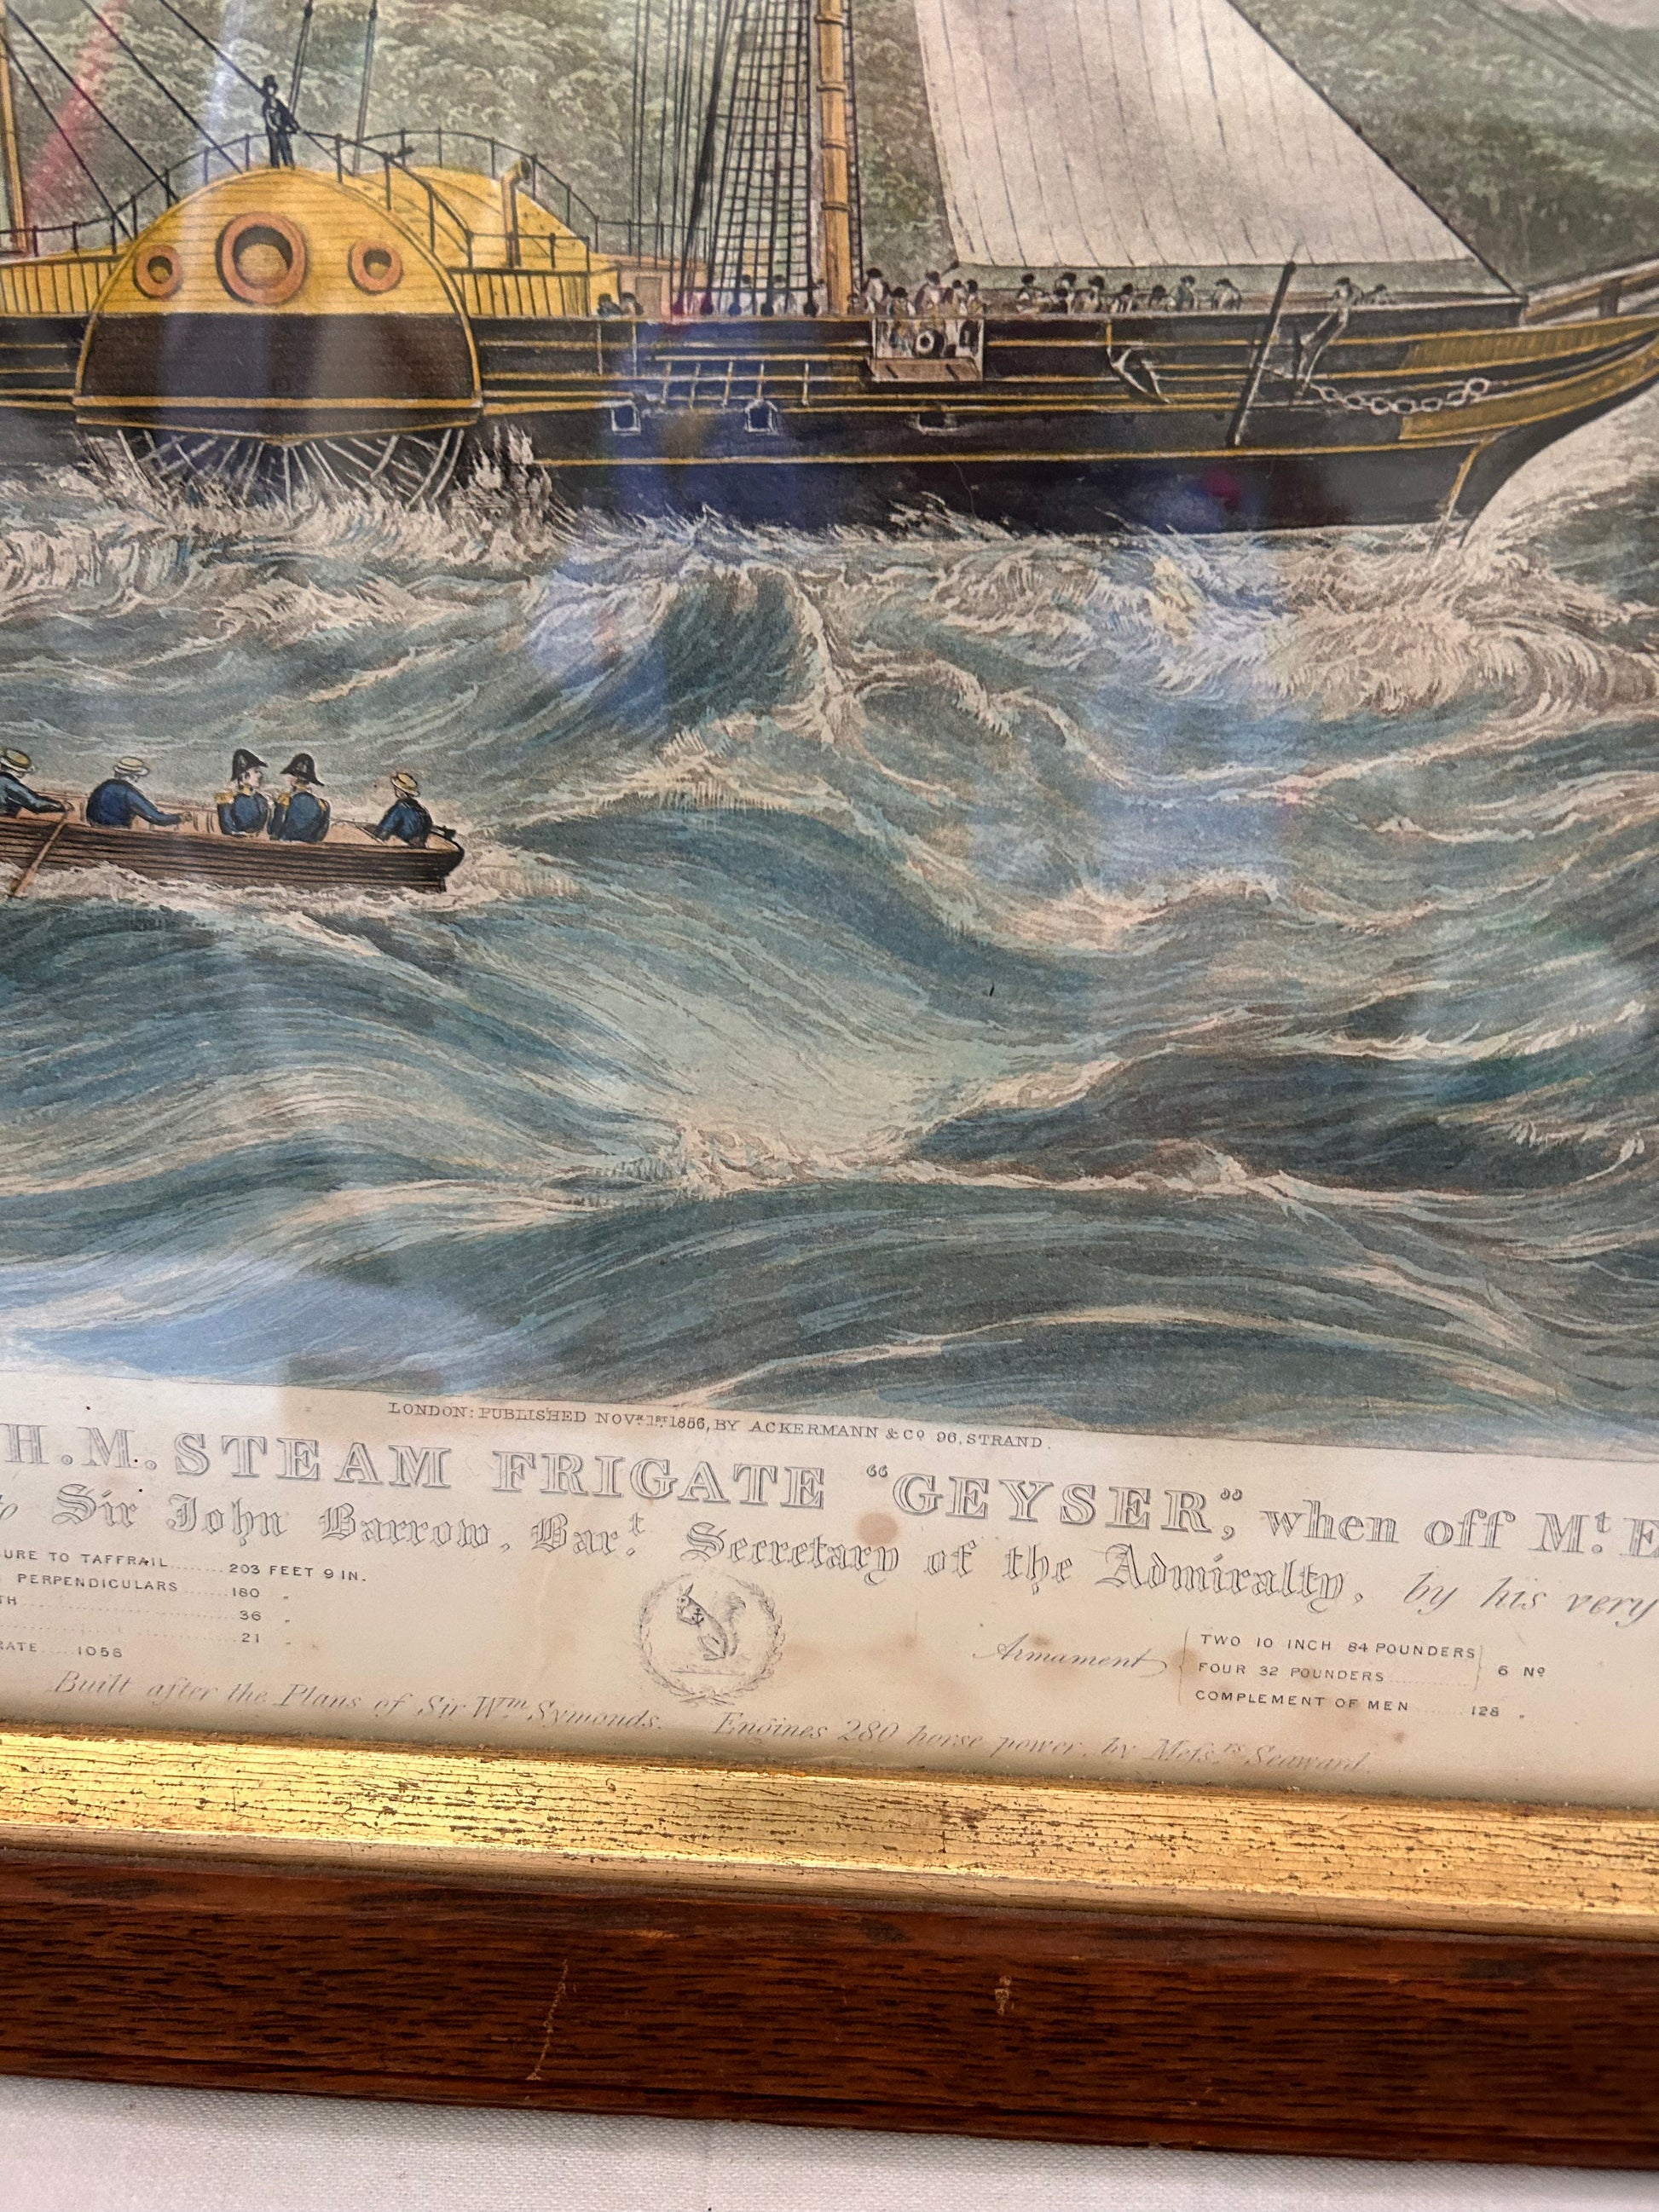 LONDON: PUBLISHED NOVR. 1ST. 1856, BY ACKERMANN & CO. 96, STRAND.
H.M. STEAM FRIGATE "GEYSER", when off Mt. E
Sir John Barrow, Bart. Secretary of the Admiralty, by his very
URE TO TAFFRAIL ...... 203 FEET 9 IN.
PERPENDICULARS ...... 180 "
TH ............ 36 "
............ 21 "
RATE .... 1056
Armament
TWO 10 INCH 84 POUNDERS
FOUR 32 POUNDERS ............ 6 No
COMPLEMENT OF MEN ...... 128 "
Built after the Plans of Sir Wm. Symonds. Engines 280 horse power, by Messrs Seaward.